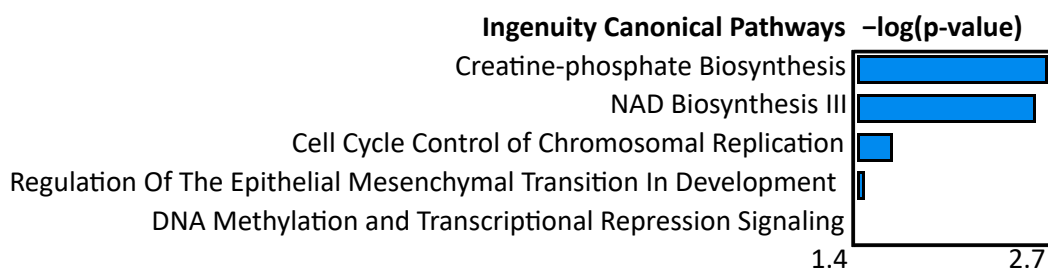 Ingenuity Canonical Pathways −log(p-value)
Creatine-phosphate Biosynthesis
NAD Biosynthesis III
Cell Cycle Control of Chromosomal Replication
Regulation Of The Epithelial Mesenchymal Transition In Development
DNA Methylation and Transcriptional Repression Signaling
1.4 2.7